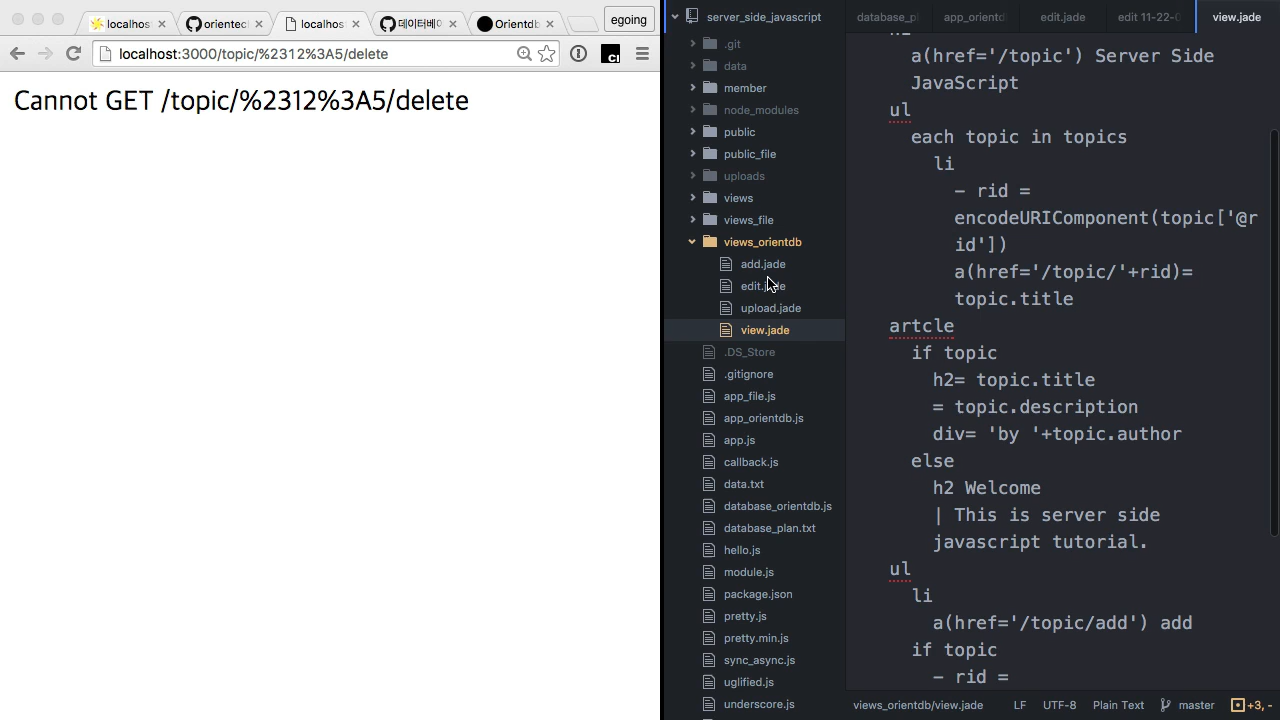 localhos
orientec
localhos
데이터베이
Orientdb
egoing
localhost:3000/topic/%2312%3A5/delete
Cannot GET /topic/%2312%3A5/delete
server_side_javascript
.git
data
member
node_modules
public
public_file
uploads
views
views_file
views_orientdb
add.jade
upload.jade
view.jade
.DS_Store
.gitignore
app_file.js
app_orientdb.js
app.js
callback.js
data.txt
database_orientdb.js
database_plan.txt
hello.js
module.js
package.json
pretty.js
pretty.min.js
sync_async.js
uglified.js
underscore.js
database_pl
app_orientd
edit.jade
edit 11-22-0
view.jade
a(href='/topic') Server Side
JavaScript
ul
each topic in topics
li
- rid =
encodeURIComponent(topic['@r
id'])
a(href='/topic/'+rid)=
topic.title
artcle
if topic
h2= topic.title
= topic.description
div= 'by '+topic.author
else
h2 Welcome
| This is server side
javascript tutorial.
ul
li
a(href='/topic/add') add
if topic
- rid =
views_orientdb/view.jade
LF
UTF-8
Plain Text
master
+3, -